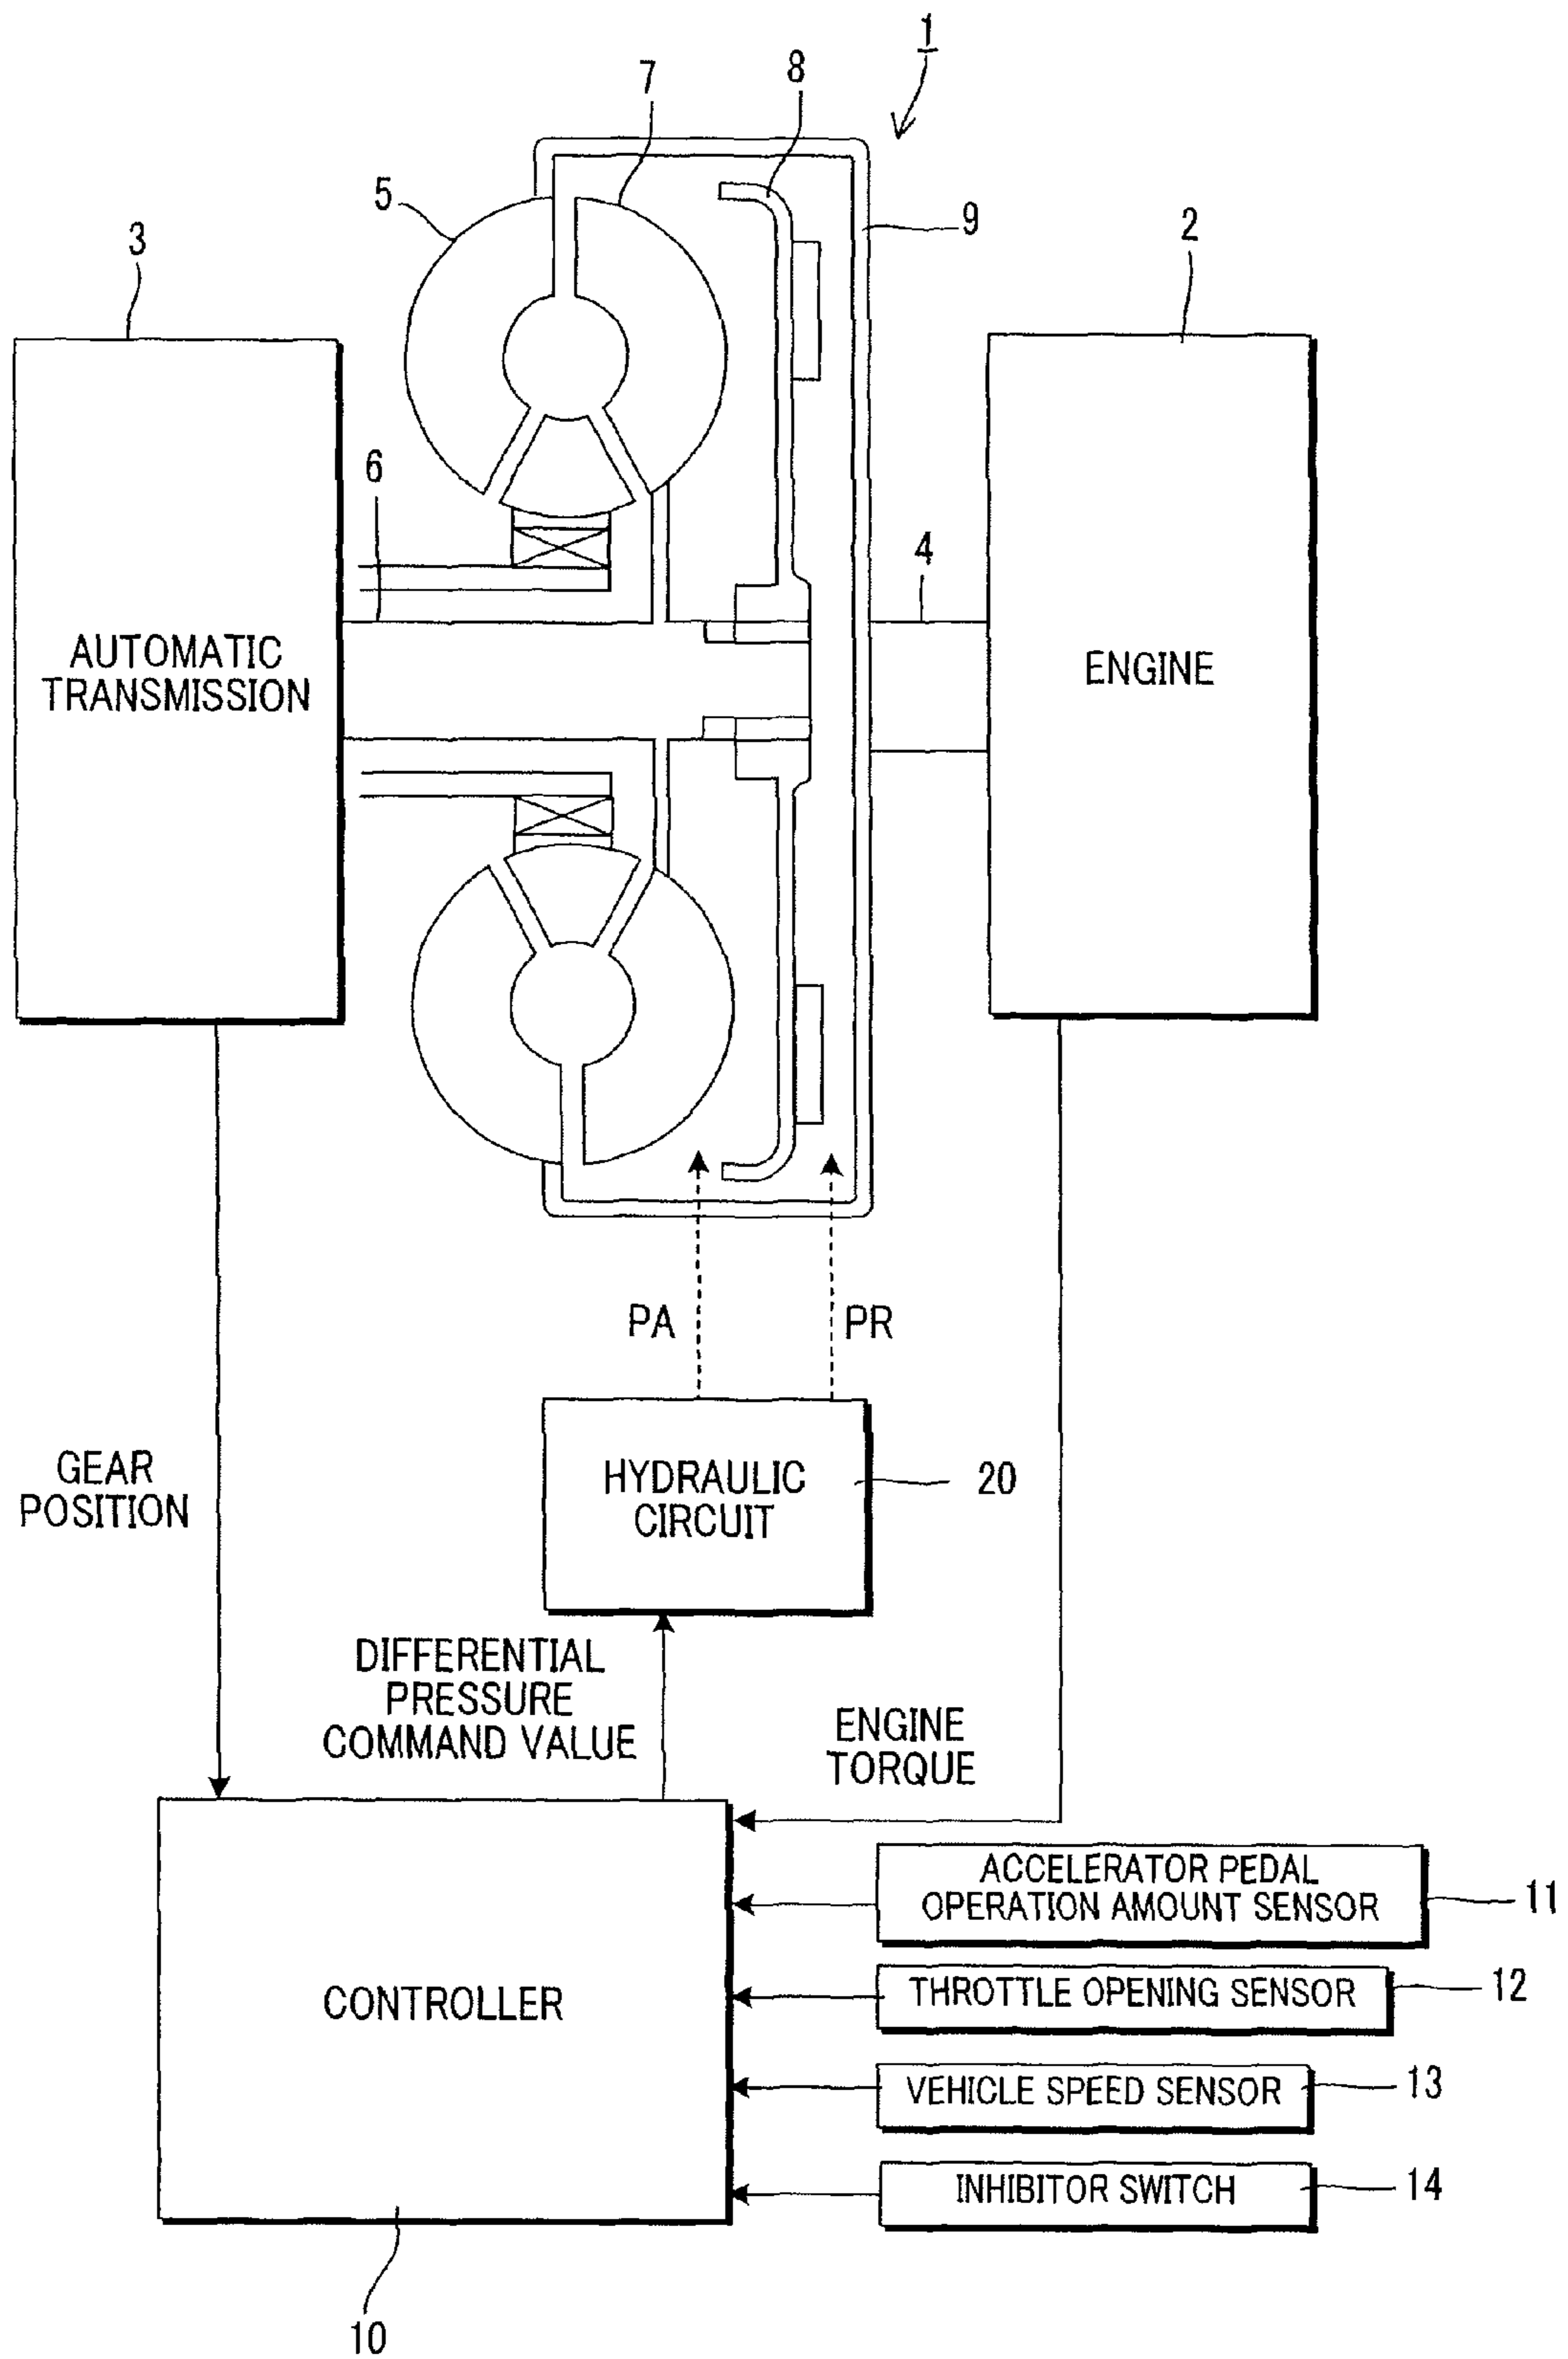 1
8
7
5
9
2
3
6
4
AUTOMATIC
TRANSMISSION
ENGINE
PA
PR
HYDRAULIC
CIRCUIT
20
GEAR
POSITION
DIFFERENTIAL
PRESSURE
COMMAND VALUE
ENGINE
TORQUE
ACCELERATOR PEDAL
OPERATION AMOUNT SENSOR
11
THROTTLE OPENING SENSOR
12
CONTROLLER
VEHICLE SPEED SENSOR
13
INHIBITOR SWITCH
14
10